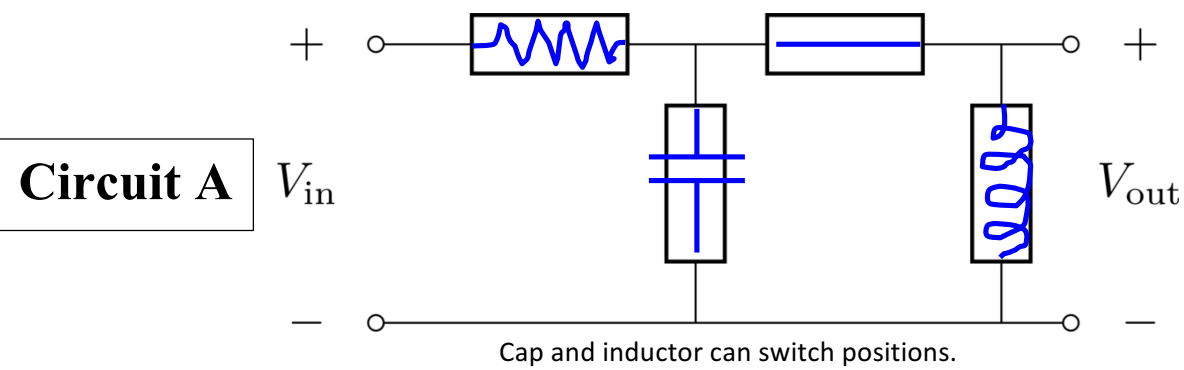 + +
Circuit A V_in V_out
− −
Cap and inductor can switch positions.